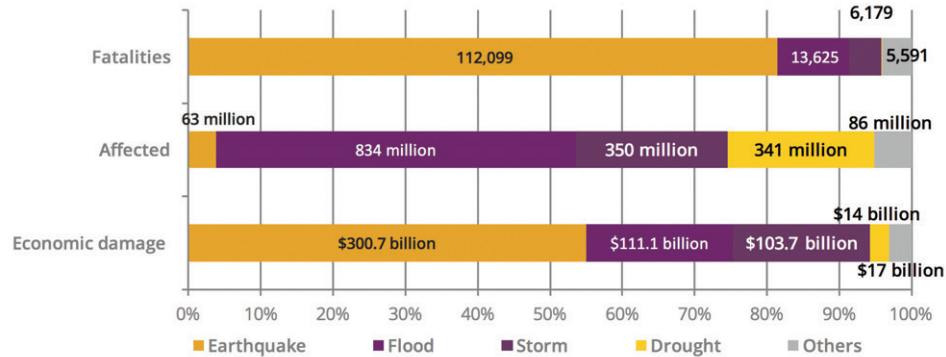 6,179
Fatalities 112,099 13,625 5,591
63 million 86 million
Affected 834 million 350 million 341 million
$14 billion
Economic damage $300.7 billion $111.1 billion $103.7 billion
$17 billion
0% 10% 20% 30% 40% 50% 60% 70% 80% 90% 100%
Earthquake Flood Storm Drought Others